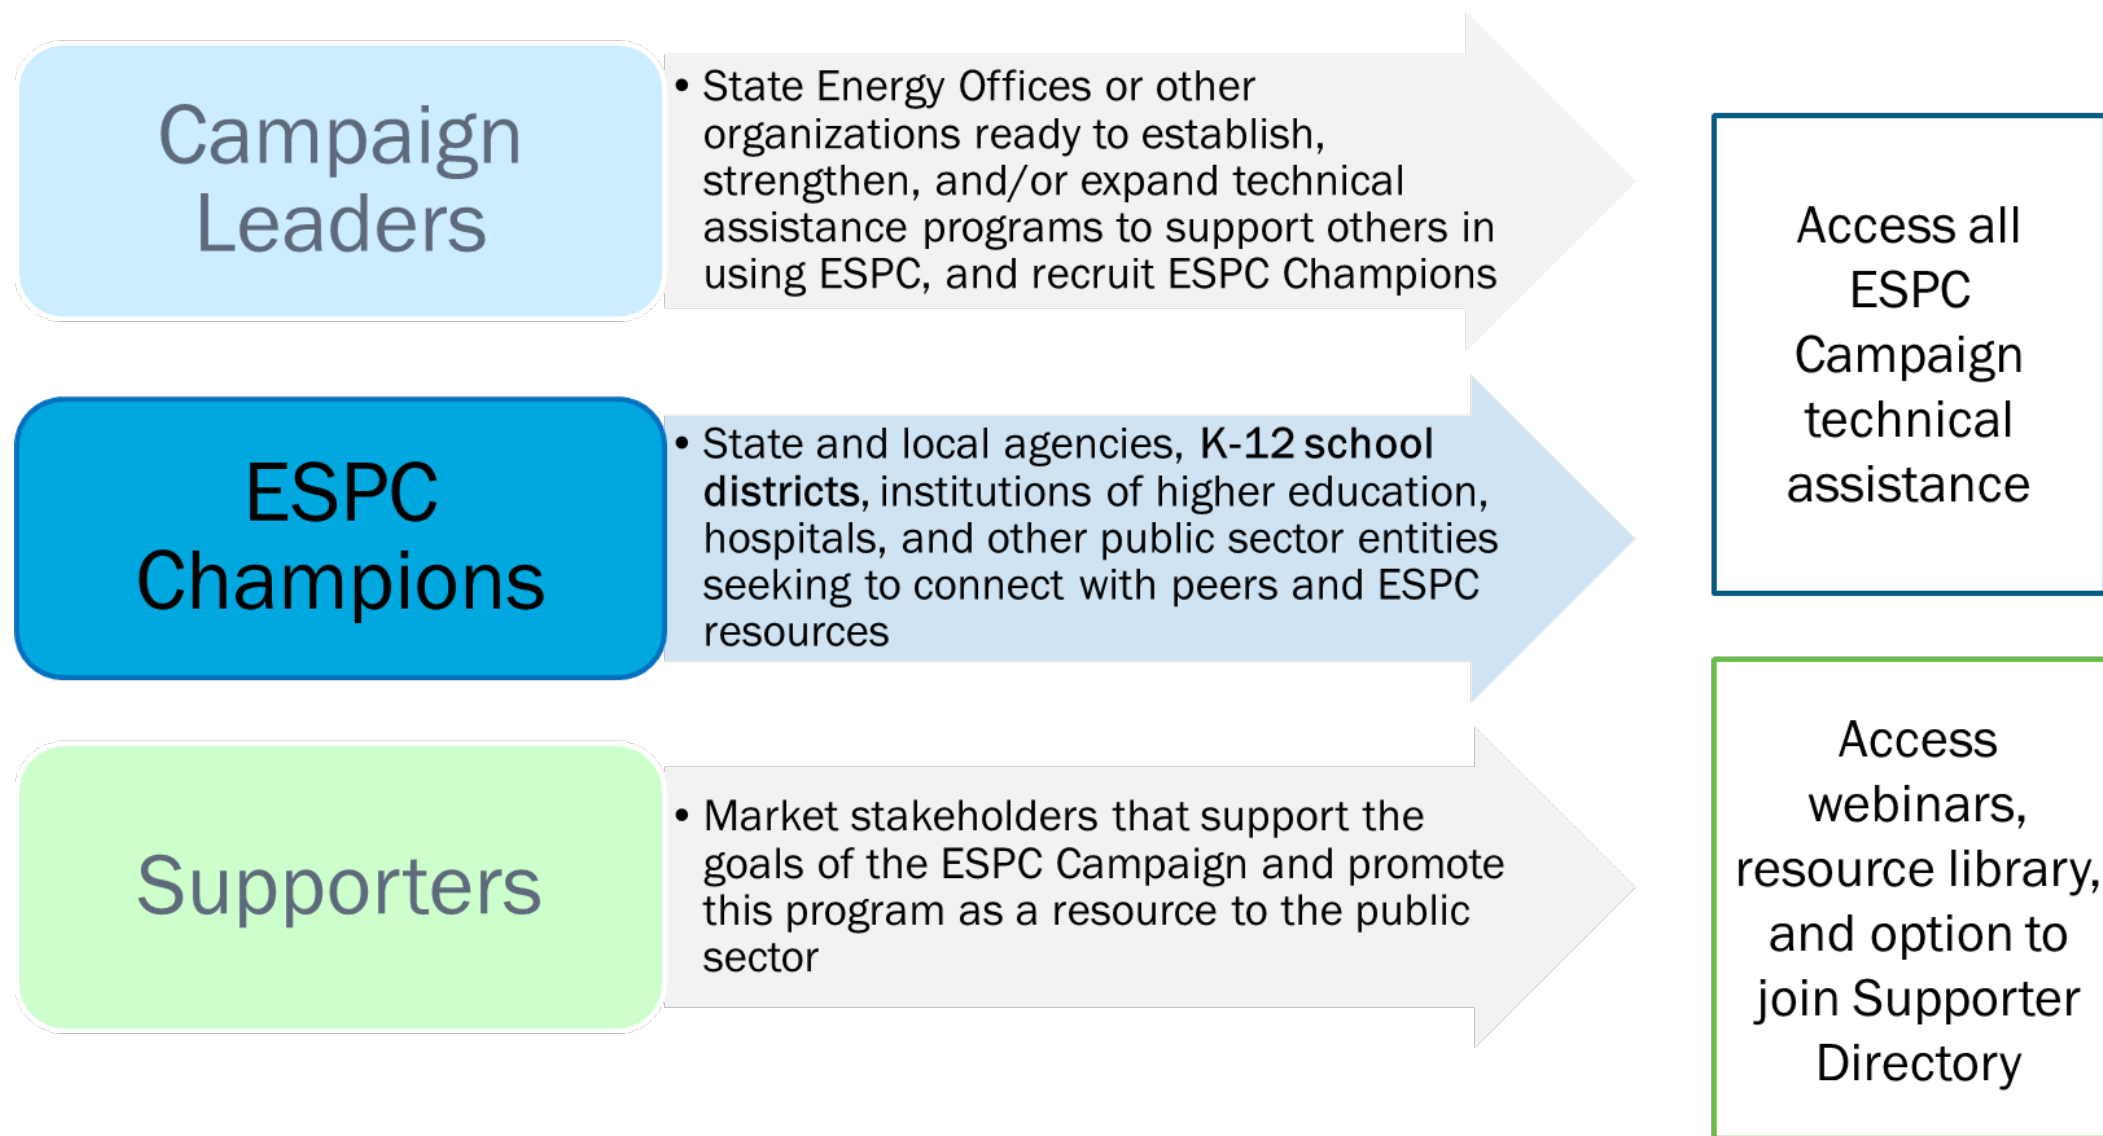 Campaign
Leaders
• State Energy Offices or other
organizations ready to establish,
strengthen, and/or expand technical
assistance programs to support others in
using ESPC, and recruit ESPC Champions
ESPC
Champions
• State and local agencies, K-12 school
districts, institutions of higher education,
hospitals, and other public sector entities
seeking to connect with peers and ESPC
resources
Supporters
• Market stakeholders that support the
goals of the ESPC Campaign and promote
this program as a resource to the public
sector
Access all
ESPC
Campaign
technical
assistance
Access
webinars,
resource library,
and option to
join Supporter
Directory